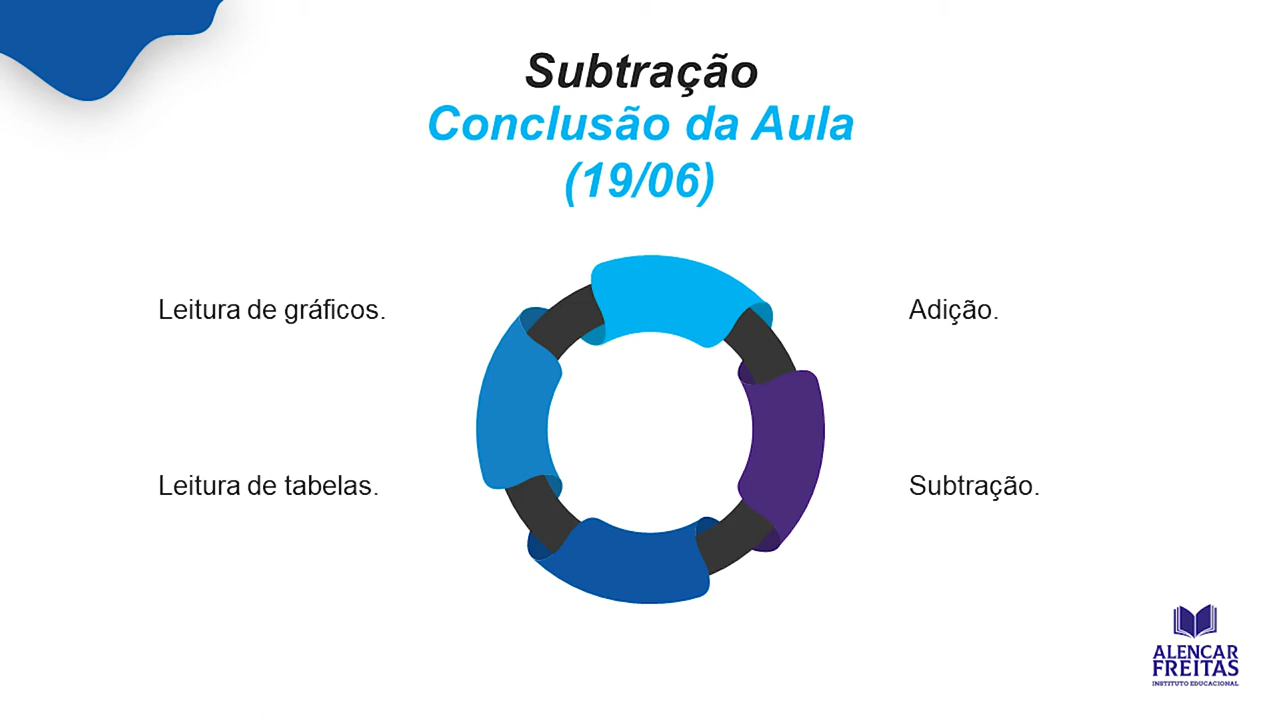 Subtração
Conclusão da Aula
(19/06)
Leitura de gráficos.
Adição.
Leitura de tabelas.
Subtração.
ALENCAR
FREITAS
INSTITUTO EDUCACIONAL